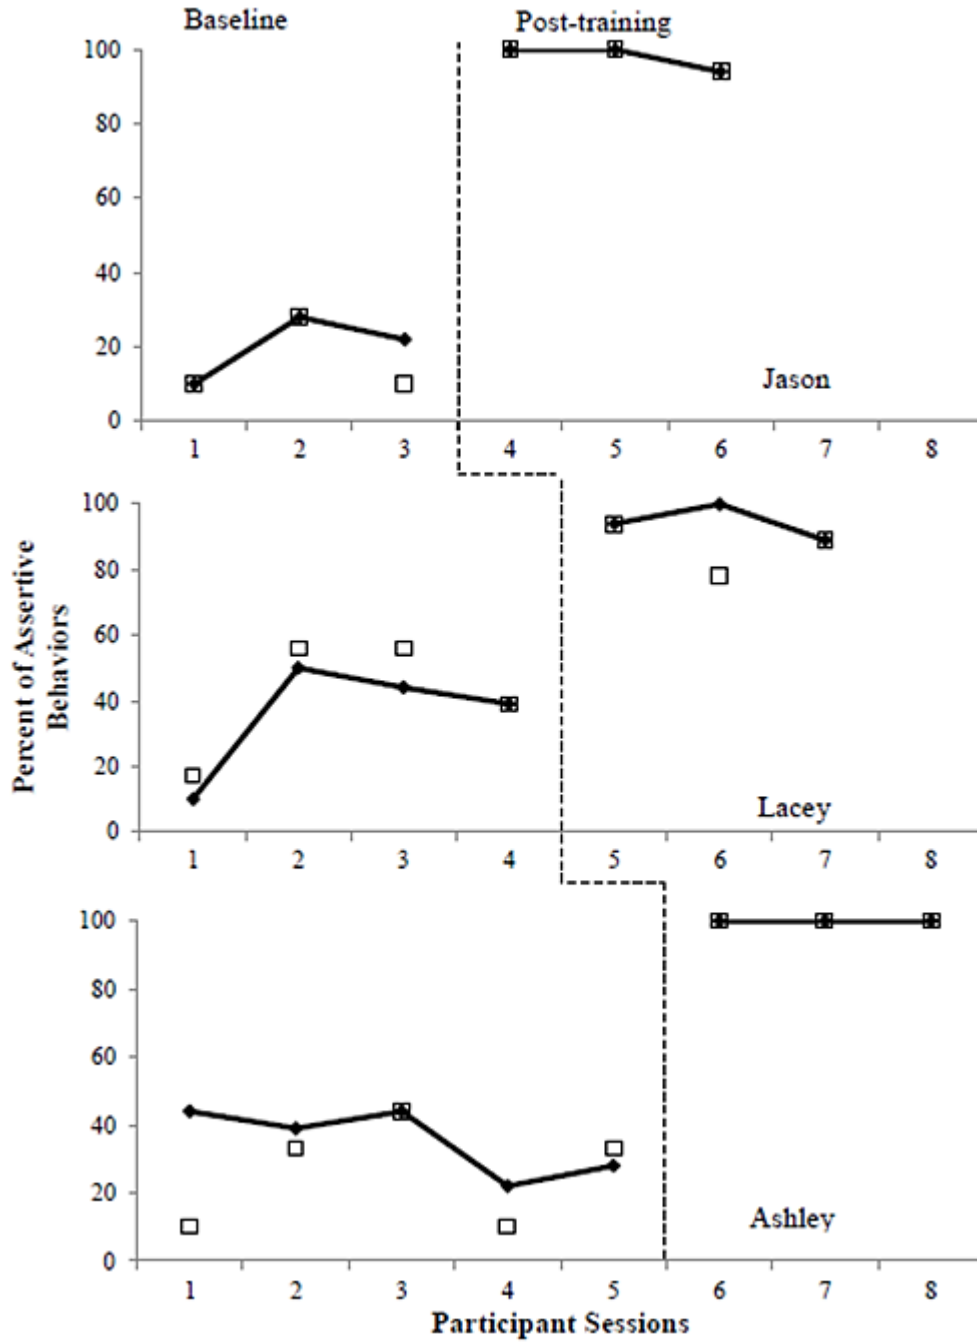 Baseline
Post-training
100
80
60
40
20
0
Jason
1 2 3 4 5 6 7 8
Percent of Assertive
Behaviors
100
80
60
40
20
0
Lacey
1 2 3 4 5 6 7 8
100
80
60
40
20
0
Ashley
1 2 3 4 5 6 7 8
Participant Sessions